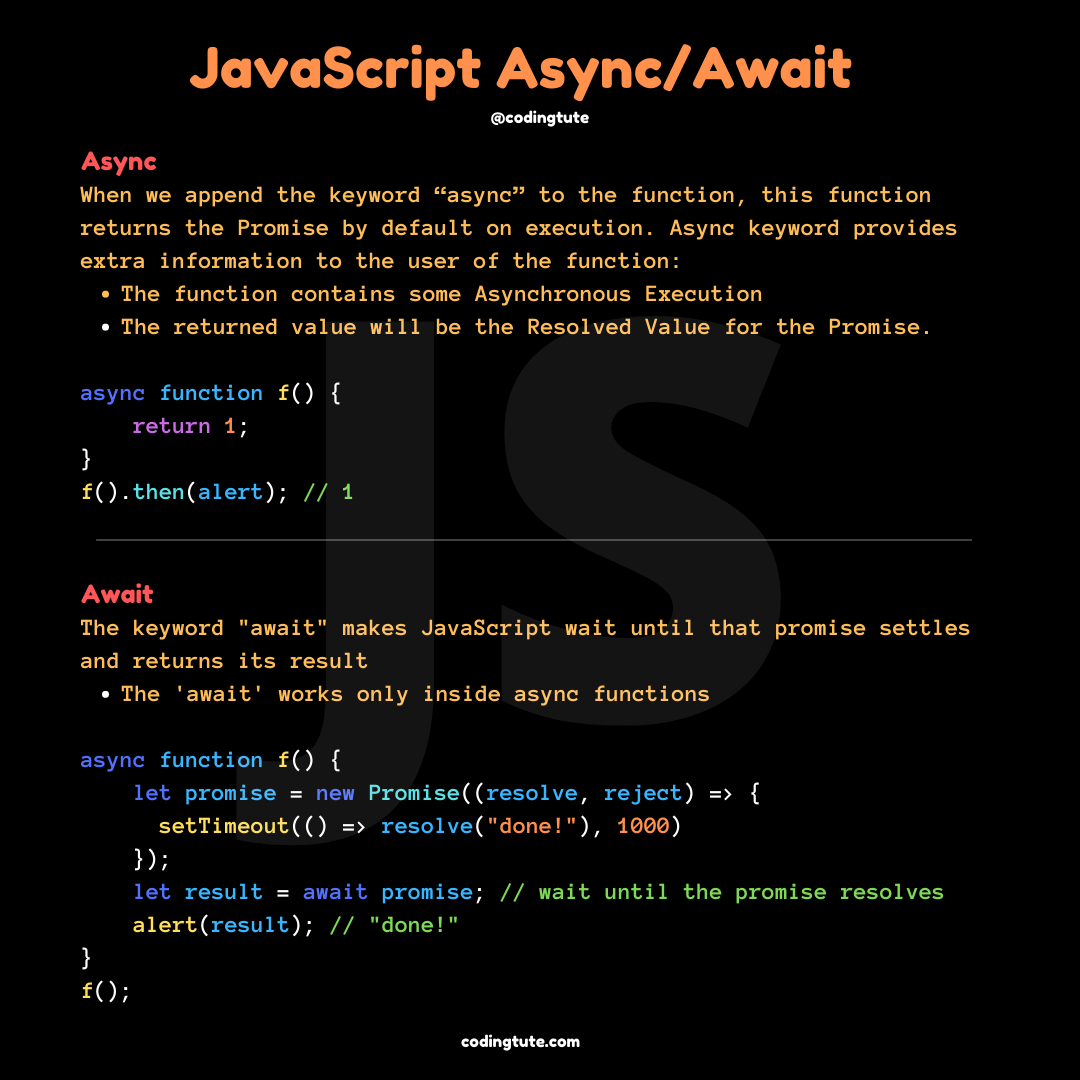 JavaScript Async/Await
@codingtute
Async
When we append the keyword “async” to the function, this function
returns the Promise by default on execution. Async keyword provides
extra information to the user of the function:
• The function contains some Asynchronous Execution
• The returned value will be the Resolved Value for the Promise.
async function f() {
    return 1;
}
f().then(alert); // 1
Await
The keyword "await" makes JavaScript wait until that promise settles
and returns its result
• The 'await' works only inside async functions
async function f() {
    let promise = new Promise((resolve, reject) => {
      setTimeout(() => resolve("done!"), 1000)
    });
    let result = await promise; // wait until the promise resolves
    alert(result); // "done!"
}
f();
JS
codingtute.com